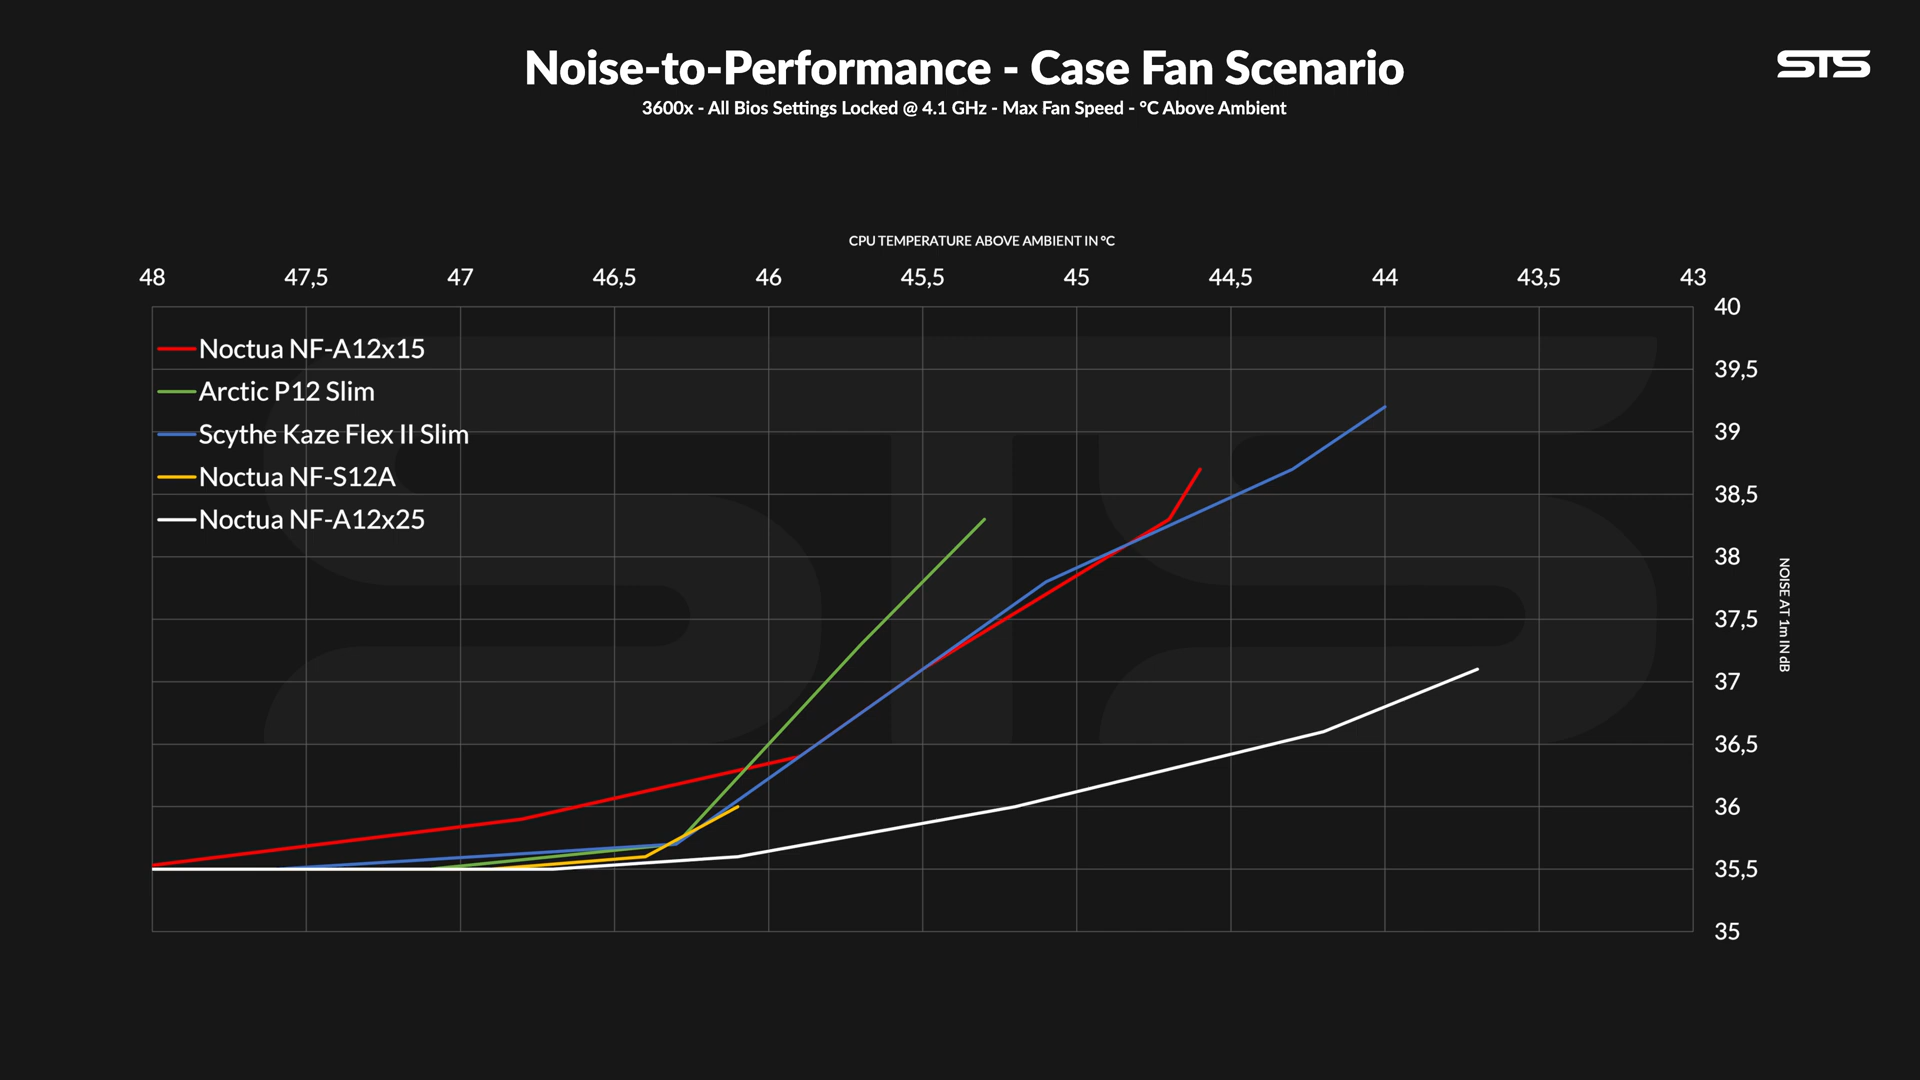 Noise-to-Performance - Case Fan Scenario
STS
3600x - All Bios Settings Locked @ 4.1 GHz - Max Fan Speed - °C Above Ambient
CPU TEMPERATURE ABOVE AMBIENT IN °C
48 47,5 47 46,5 46 45,5 45 44,5 44 43,5 43
40
39,5
39
38,5
38
37,5
37
36,5
36
35,5
35
NOISE AT 1m IN dB
Noctua NF-A12x15
Arctic P12 Slim
Scythe Kaze Flex II Slim
Noctua NF-S12A
Noctua NF-A12x25
STS